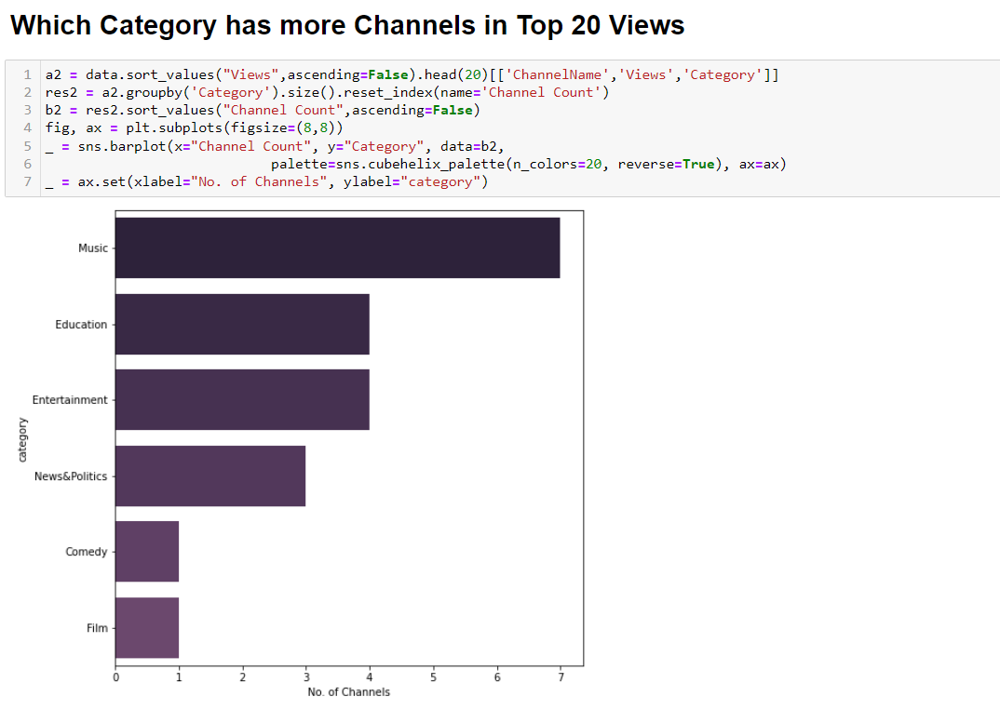 Which Category has more Channels in Top 20 Views
1 a2 = data.sort_values("Views",ascending=False).head(20)[['ChannelName','Views','Category']]
2 res2 = a2.groupby('Category').size().reset_index(name='Channel Count')
3 b2 = res2.sort_values("Channel Count",ascending=False)
4 fig, ax = plt.subplots(figsize=(8,8))
5 _ = sns.barplot(x="Channel Count", y="Category", data=b2,
6 palette=sns.cubehelix_palette(n_colors=20, reverse=True), ax=ax)
7 _ = ax.set(xlabel="No. of Channels", ylabel="category")
Music
Education
Entertainment
category
News&Politics
Comedy
Film
0 1 2 3 4 5 6 7
No. of Channels